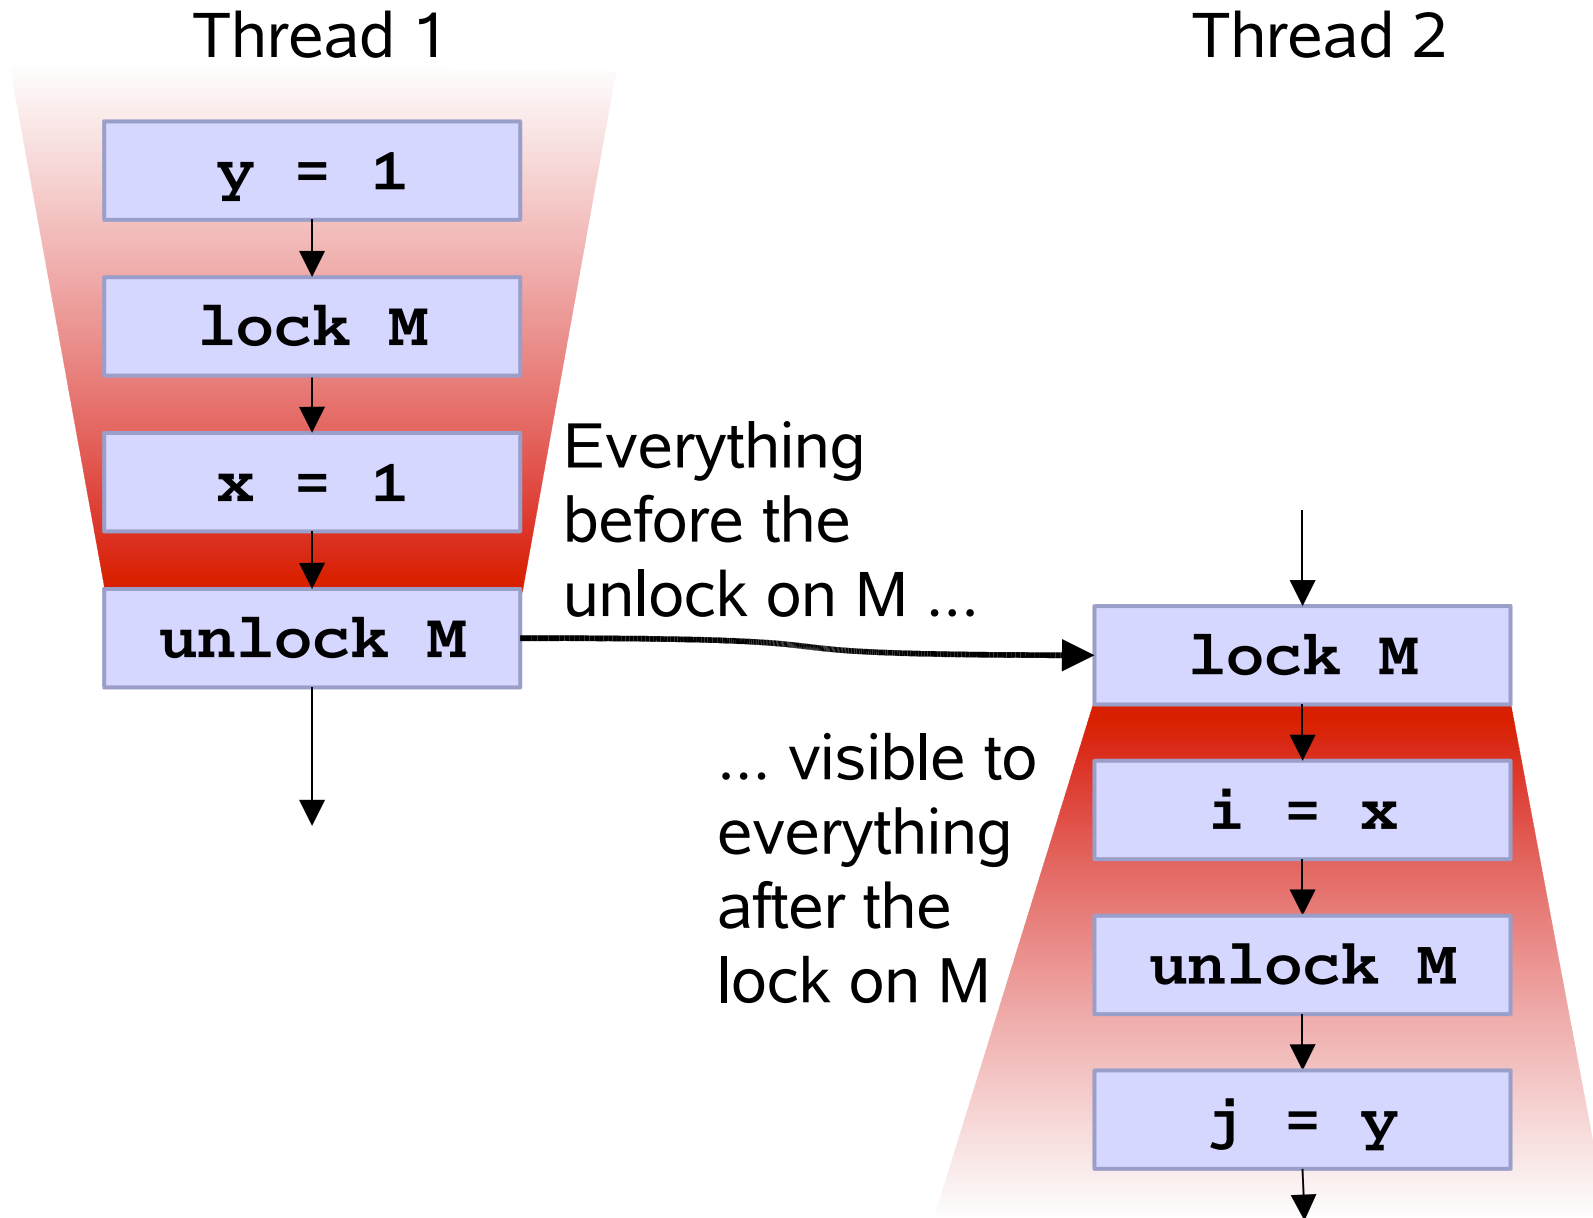 Thread 1
y = 1
lock M
x = 1
unlock M
Everything
before the
unlock on M ...
Thread 2
lock M
... visible to
everything
after the
lock on M
i = x
unlock M
j = y